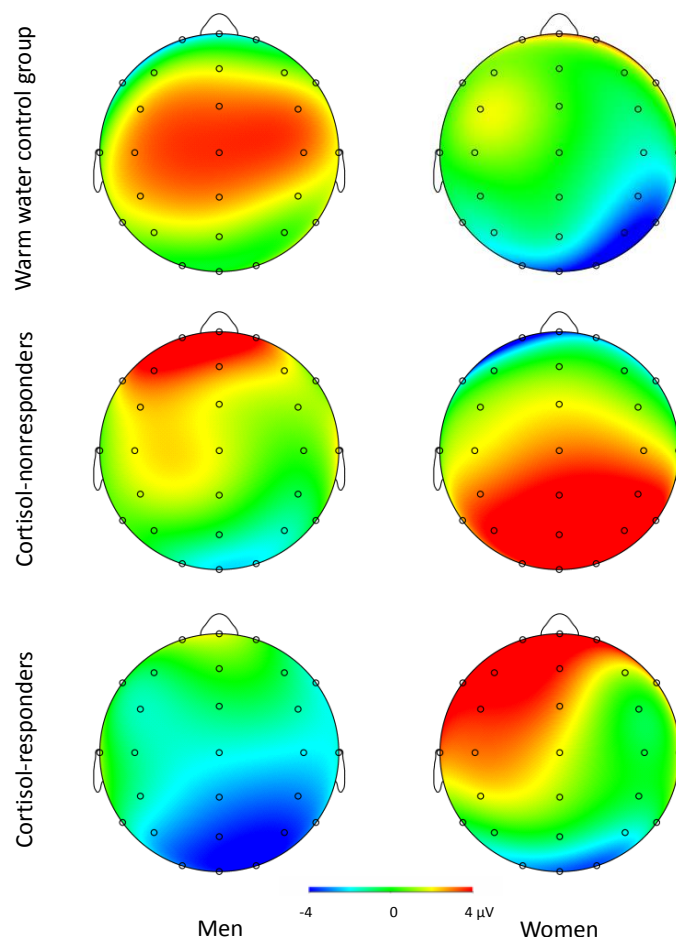 Warm water control group
Cortisol-nonresponders
Cortisol-responders
-4 0 4 μV
Men Women